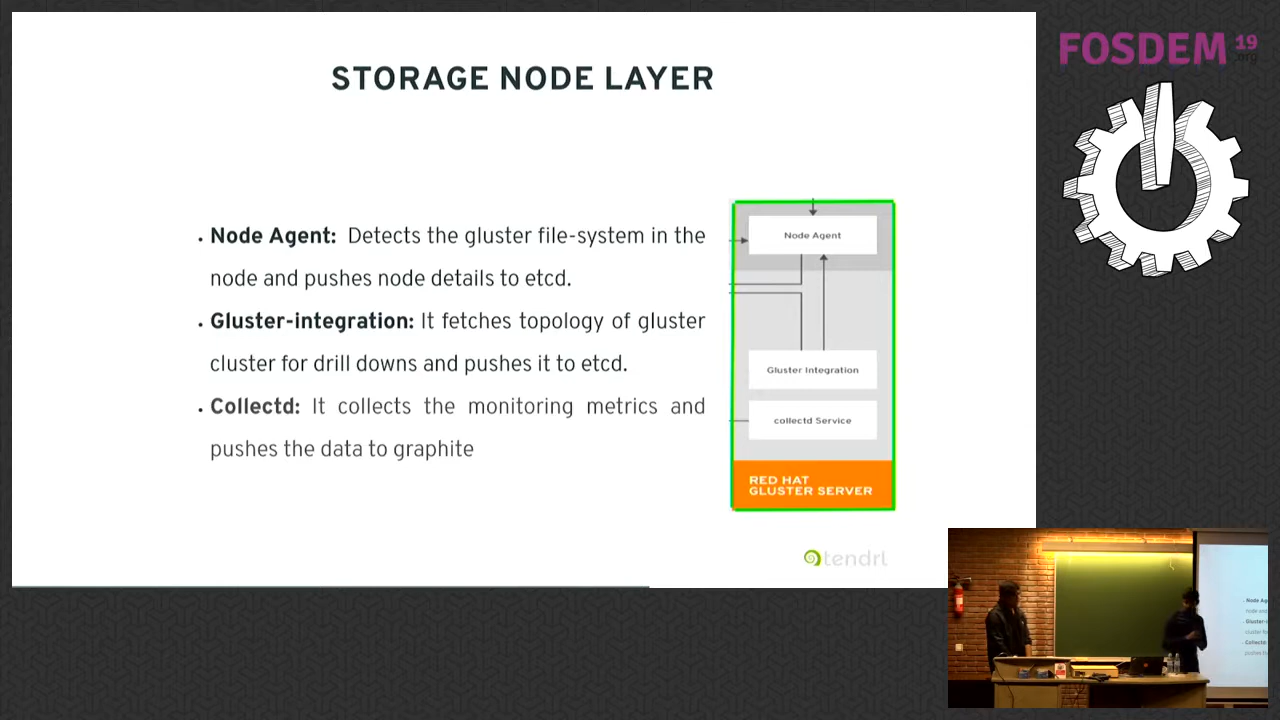 STORAGE NODE LAYER
FOSDEM 19
.org
• Node Agent: Detects the gluster file-system in the
node and pushes node details to etcd.
• Gluster-integration: It fetches topology of gluster
cluster for drill downs and pushes it to etcd.
• Collectd: It collects the monitoring metrics and
pushes the data to graphite
Node Agent
Gluster Integration
collectd Service
RED HAT
GLUSTER SERVER
tendrl